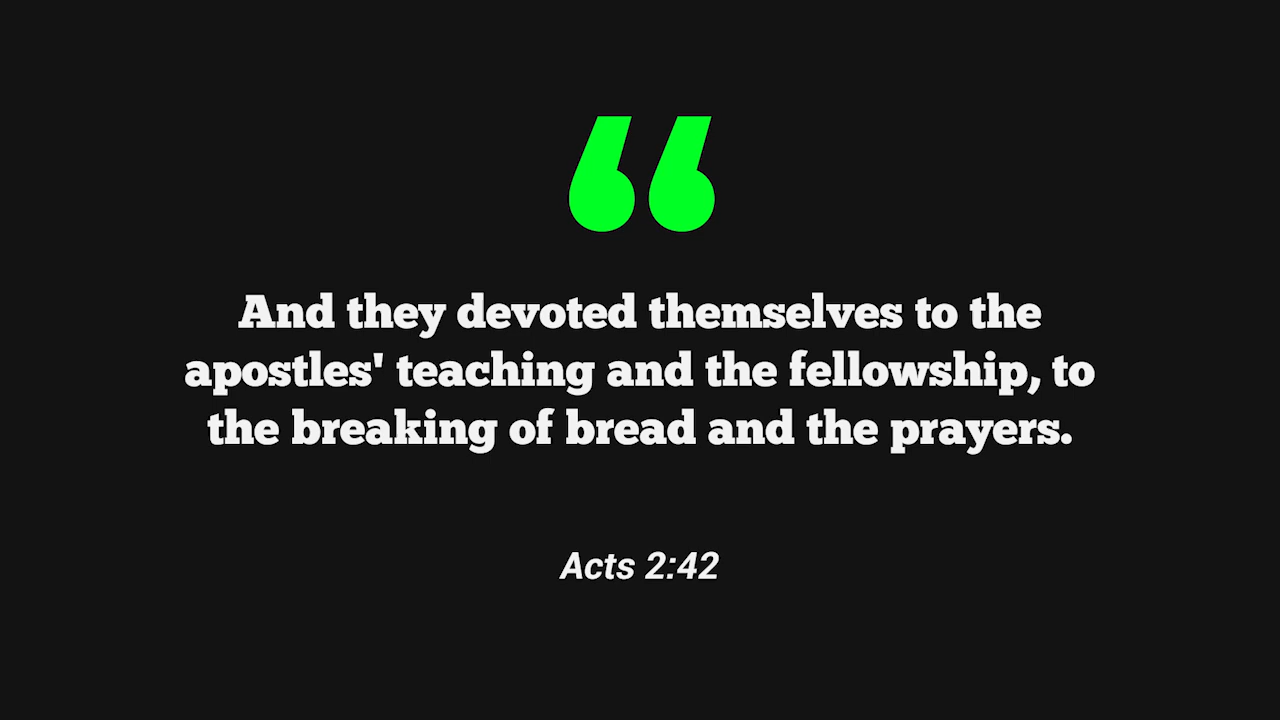 “
And they devoted themselves to the
apostles' teaching and the fellowship, to
the breaking of bread and the prayers.
Acts 2:42